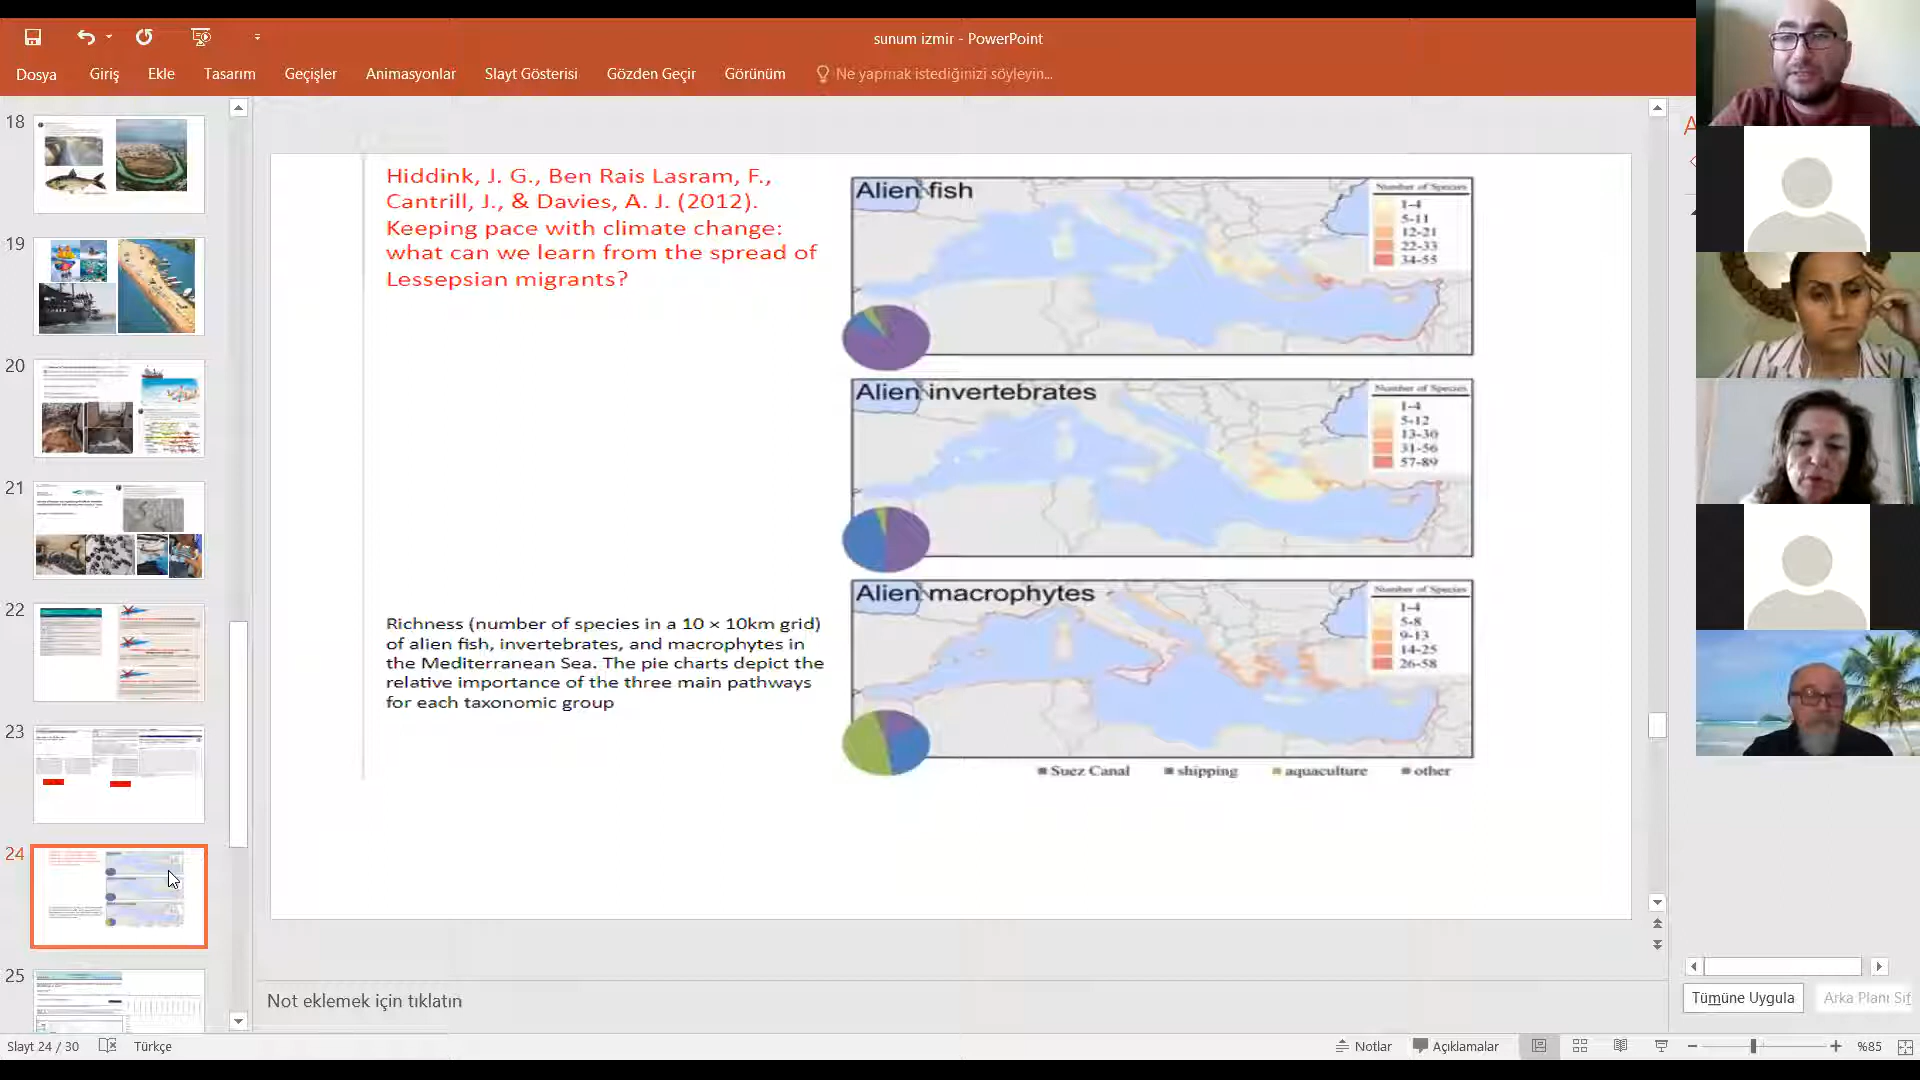 sunum izmir - PowerPoint
Dosya
Giriş
Ekle
Tasarım
Geçişler
Animasyonlar
Slayt Gösterisi
Gözden Geçir
Görünüm
Ne yapmak istediğinizi söyleyin...
18
19
20
21
22
23
24
25
Hiddink, J. G., Ben Rais Lasram, F.,
Cantrill, J., & Davies, A. J. (2012).
Keeping pace with climate change:
what can we learn from the spread of
Lessepsian migrants?
Richness (number of species in a 10 × 10km grid)
of alien fish, invertebrates, and macrophytes in
the Mediterranean Sea. The pie charts depict the
relative importance of the three main pathways
for each taxonomic group
Alien fish
Number of Species
1-4
5-11
12-21
22-33
34-55
Alien invertebrates
Number of Species
1-4
5-12
13-30
31-56
57-89
Alien macrophytes
Number of Species
1-4
5-8
9-13
14-25
26-58
Suez Canal
shipping
aquaculture
other
Not eklemek için tıklatın
Tümüne Uygula
Arka Planı Sıf
Slayt 24 / 30
Türkçe
Notlar
Açıklamalar
%85